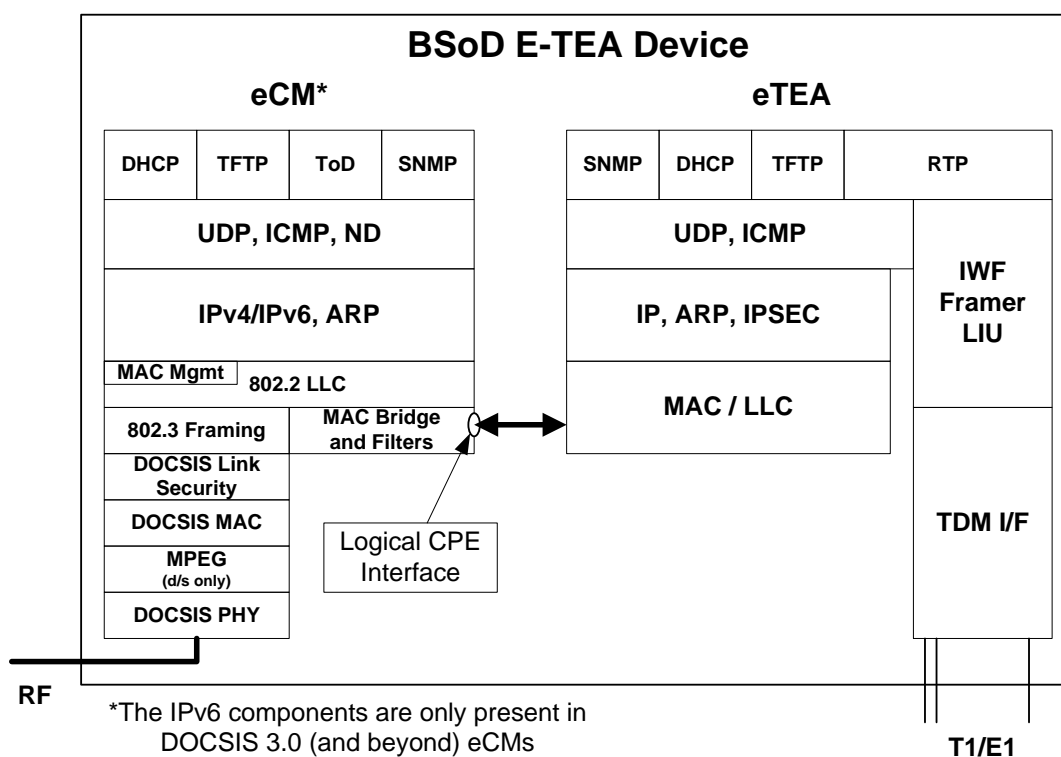 BSoD E-TEA Device
eCM*
eTEA
DHCP
TFTP
ToD
SNMP
SNMP
DHCP
TFTP
RTP
UDP, ICMP, ND
UDP, ICMP
IWF
Framer
LIU
IPv4/IPv6, ARP
IP, ARP, IPSEC
MAC Mgmt
802.2 LLC
MAC / LLC
802.3 Framing
MAC Bridge
and Filters
DOCSIS Link
Security
DOCSIS MAC
TDM I/F
Logical CPE
Interface
MPEG
(d/s only)
DOCSIS PHY
RF
*The IPv6 components are only present in
DOCSIS 3.0 (and beyond) eCMs
T1/E1